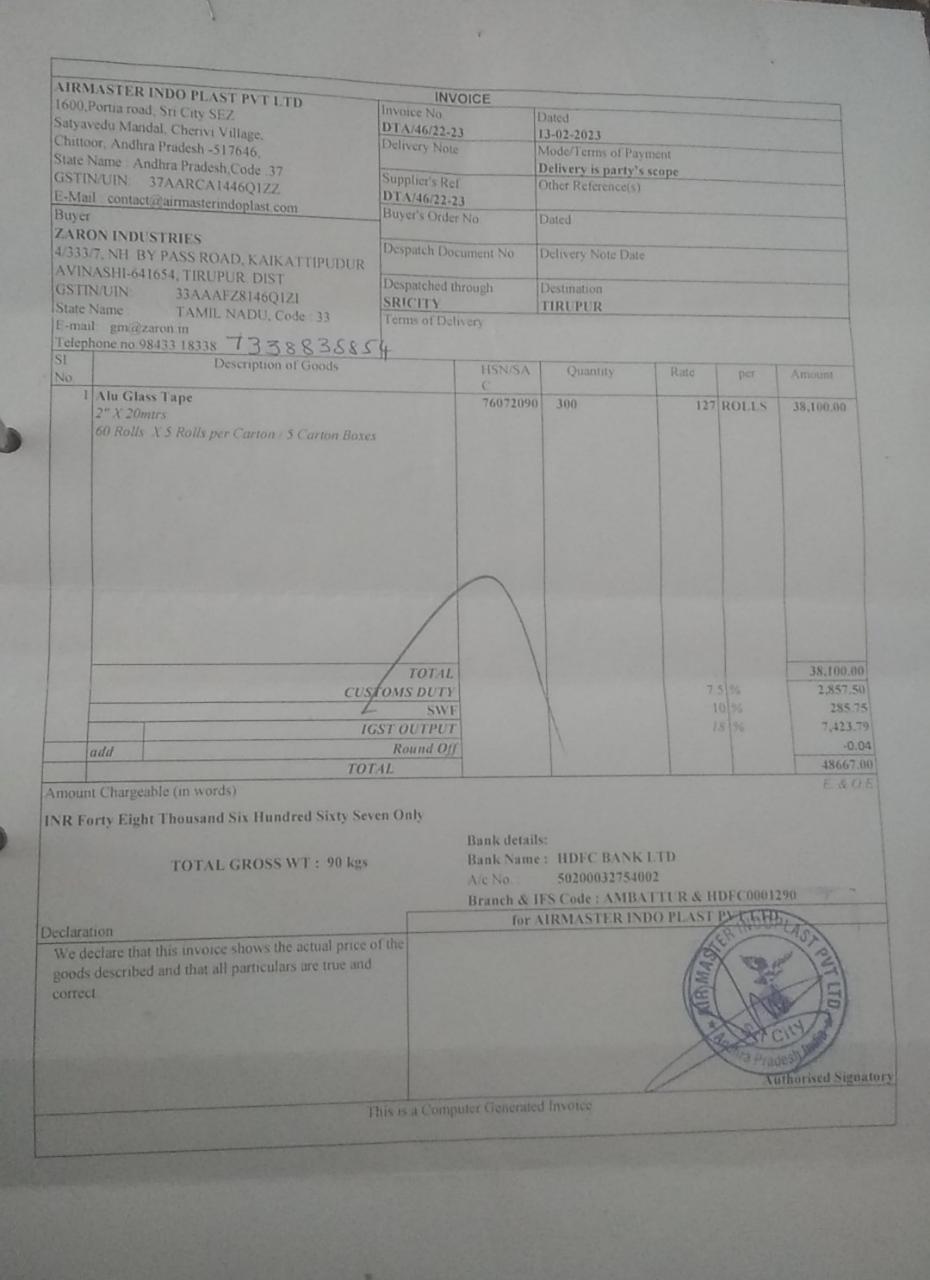 INVOICE
AIRMASTER INDO PLAST PVT LTD
1600,Portia road, Sri City SEZ
Satyavedu Mandal, Cherivi Village,
Chittoor, Andhra Pradesh -517646,
State Name : Andhra Pradesh,Code :37
GSTIN/UIN: 37AARCA1446Q1ZZ
E-Mail : contact@airmasterindoplast.com
Invoice No.
DTA/46/22-23
Dated
13-02-2023
Delivery Note
Mode/Terms of Payment
Delivery is party's scope
Supplier's Ref
DTA/46/22-23
Other Reference(s)
Buyer
ZARON INDUSTRIES
4/333/7, NH BY PASS ROAD, KAIKATTIPUDUR
AVINASHI-641654, TIRUPUR. DIST
GSTIN/UIN: 33AAAFZ8146Q1ZI
State Name : TAMIL NADU, Code : 33
E-mail: gm@zaron.in
Telephone no.98433 18338 7338838854
Buyer's Order No.
Dated
Despatch Document No
Delivery Note Date
Despatched through
SRICITY
Destination
TIRUPUR
Terms of Delivery
SI No. Description of Goods HSN/SAC Quantity Rate per Amount
1 Alu Glass Tape 76072090 300 127 ROLLS 38,100.00
2" X 20mtrs
60 Rolls X 5 Rolls per Carton / 5 Carton Boxes
TOTAL 38,100.00
CUSTOMS DUTY 7.5 % 2,857.50
SWF 10 % 285.75
IGST OUTPUT 18 % 7,423.79
add Round Off -0.04
TOTAL 48667.00
Amount Chargeable (in words) E. & O.E
INR Forty Eight Thousand Six Hundred Sixty Seven Only
TOTAL GROSS WT : 90 kgs
Bank details:
Bank Name : HDFC BANK LTD
A/c No. : 50200032754002
Branch & IFS Code : AMBATTUR & HDFC0001290
for AIRMASTER INDO PLAST PVT LTD.
Declaration
We declare that this invoice shows the actual price of the
goods described and that all particulars are true and
correct.
AIR MASTER INDOPLAST PVT LTD.
Sri City
Andhra Pradesh, India
Authorised Signatory
This is a Computer Generated Invoice